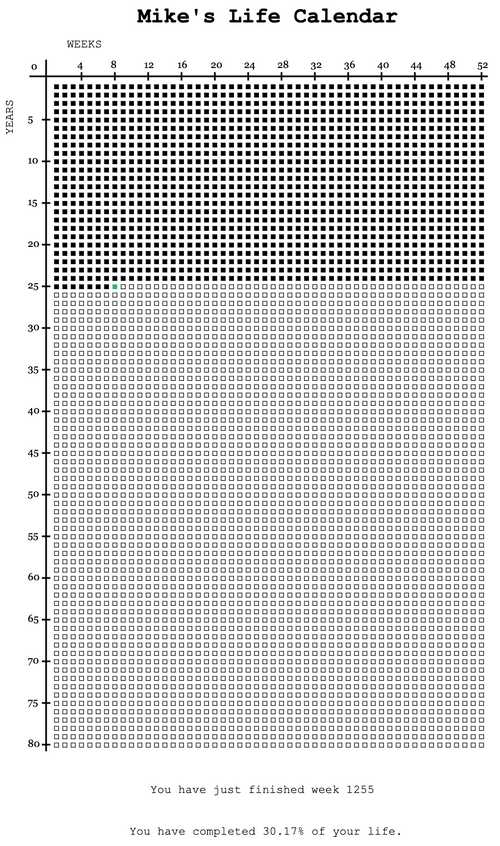 Mike's Life Calendar
WEEKS
0 4 8 12 16 20 24 28 32 36 40 44 48 52
YEARS
5
10
15
20
25
30
35
40
45
50
55
60
65
70
75
80
You have just finished week 1255
You have completed 30.17% of your life.